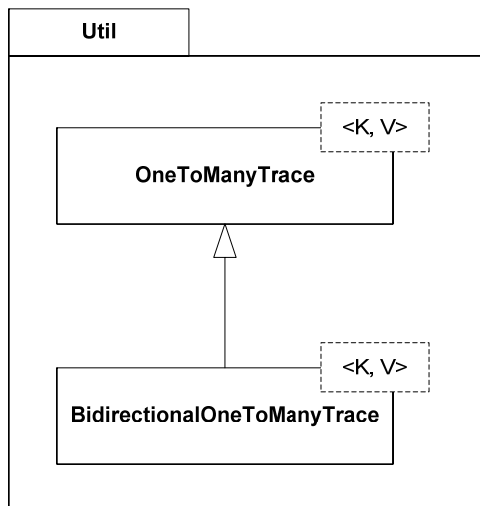 Util
<K, V>
OneToManyTrace
<K, V>
BidirectionalOneToManyTrace